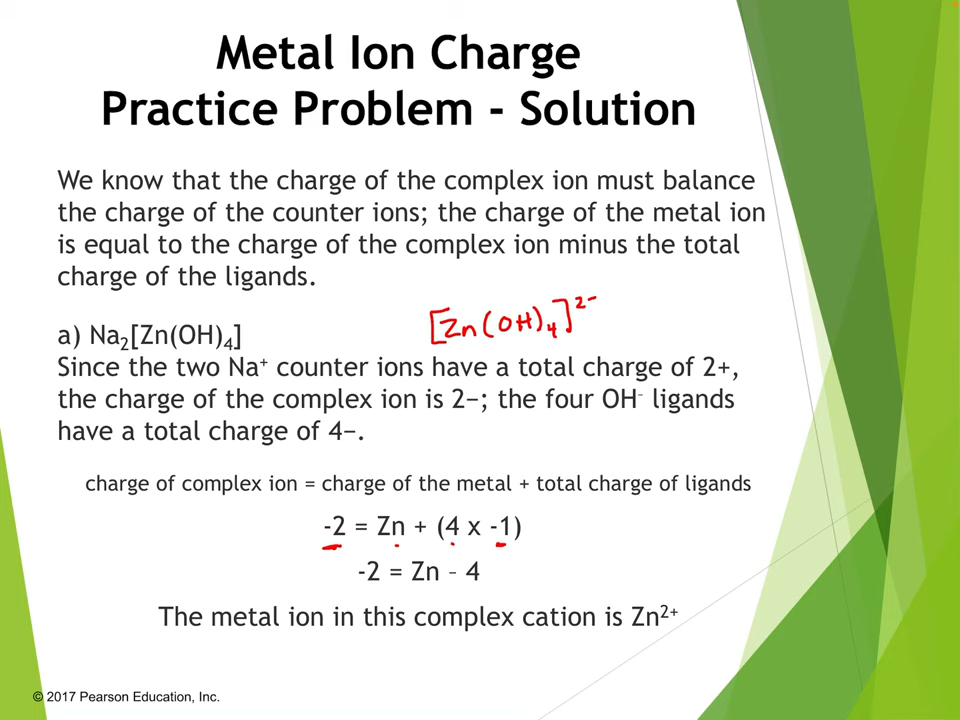 Metal Ion Charge
Practice Problem - Solution
We know that the charge of the complex ion must balance
the charge of the counter ions; the charge of the metal ion
is equal to the charge of the complex ion minus the total
charge of the ligands.
[Zn(OH)₄]²⁻
a) Na₂[Zn(OH)₄]
Since the two Na⁺ counter ions have a total charge of 2+,
the charge of the complex ion is 2−; the four OH⁻ ligands
have a total charge of 4−.
charge of complex ion = charge of the metal + total charge of ligands
-2 = Zn + (4 x -1)
-2 = Zn – 4
The metal ion in this complex cation is Zn²⁺
© 2017 Pearson Education, Inc.